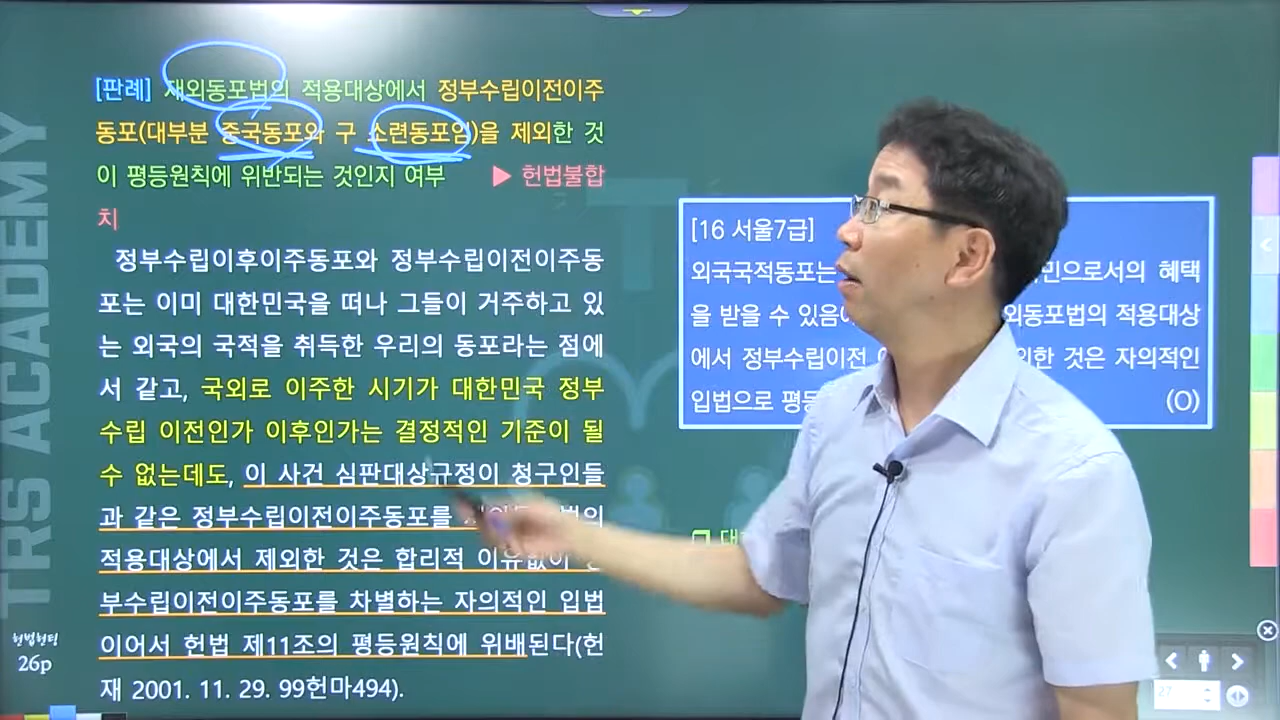 [판례] 재외동포법의 적용대상에서 정부수립이전이주
동포(대부분 중국동포와 구 소련동포임)을 제외한 것
이 평등원칙에 위반되는 것인지 여부 ▶ 헌법불합
치
정부수립이후이주동포와 정부수립이전이주동
포는 이미 대한민국을 떠나 그들이 거주하고 있
는 외국의 국적을 취득한 우리의 동포라는 점에
서 같고, 국외로 이주한 시기가 대한민국 정부
수립 이전인가 이후인가는 결정적인 기준이 될
수 없는데도, 이 사건 심판대상규정이 청구인들
과 같은 정부수립이전이주동포를
적용대상에서 제외한 것은 합리적 이유없이
부수립이전이주동포를 차별하는 자의적인 입법
이어서 헌법 제11조의 평등원칙에 위배된다(헌
재 2001. 11. 29. 99헌마494).
[16 서울7급]
외국국적동포는 혜택
을 받을 수 있음 외동포법의 적용대상
에서 정부수립이전 것은 자의적인
입법으로 (O)
TRS ACADEMY
26p
27